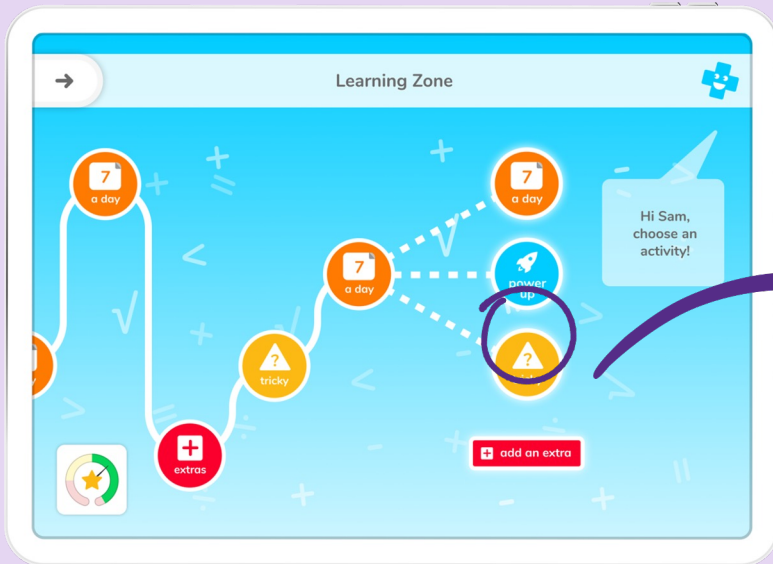 Learning Zone
7
a day
7
a day
Hi Sam,
choose an
activity!
7
a day
power
up
?
tricky
?
extras
add an extra